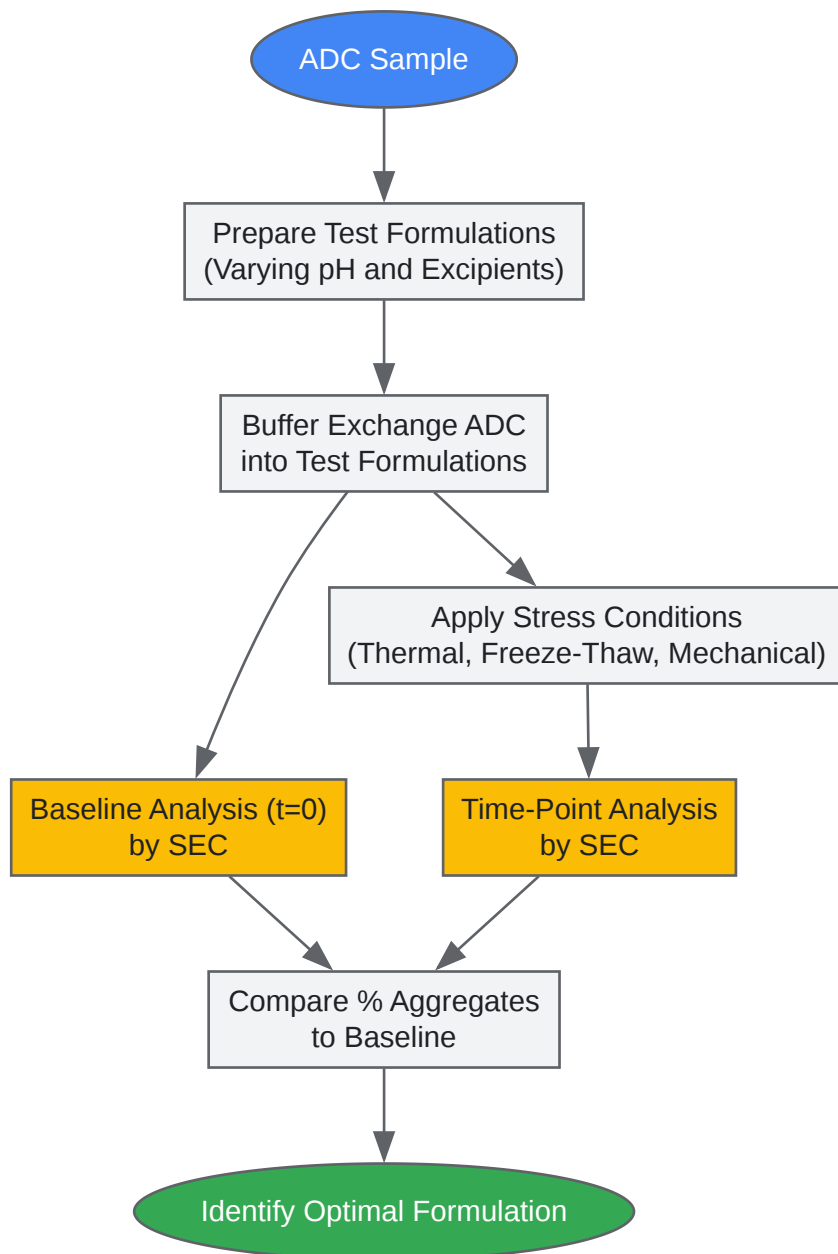 ADC Sample
Prepare Test Formulations
(Varying pH and Excipients)
Buffer Exchange ADC
into Test Formulations
Apply Stress Conditions
(Thermal, Freeze-Thaw, Mechanical)
Baseline Analysis (t=0)
by SEC
Time-Point Analysis
by SEC
Compare % Aggregates
to Baseline
Identify Optimal Formulation